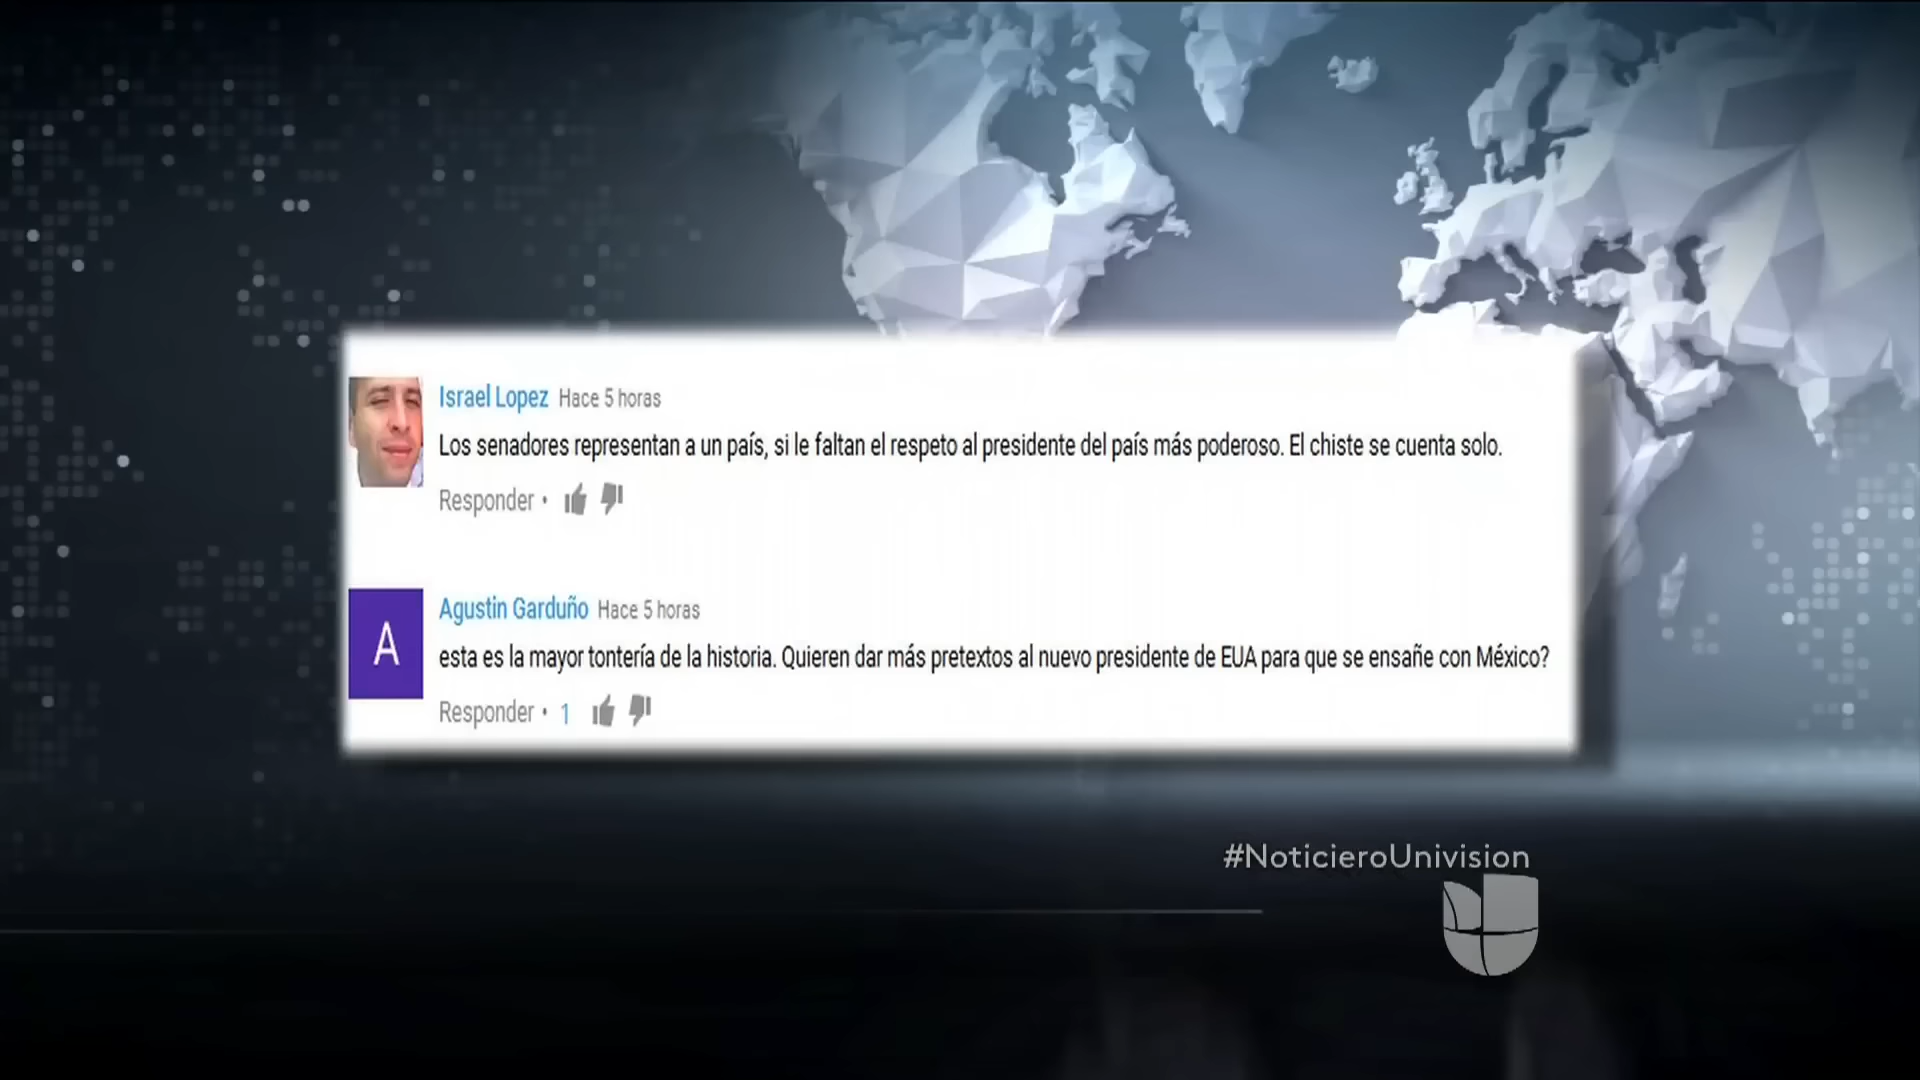 Israel Lopez Hace 5 horas
Los senadores representan a un país, si le faltan el respeto al presidente del país más poderoso. El chiste se cuenta solo.
Responder •
A
Agustin Garduño Hace 5 horas
esta es la mayor tontería de la historia. Quieren dar más pretextos al nuevo presidente de EUA para que se ensañe con México?
Responder • 1
#NoticieroUnivision